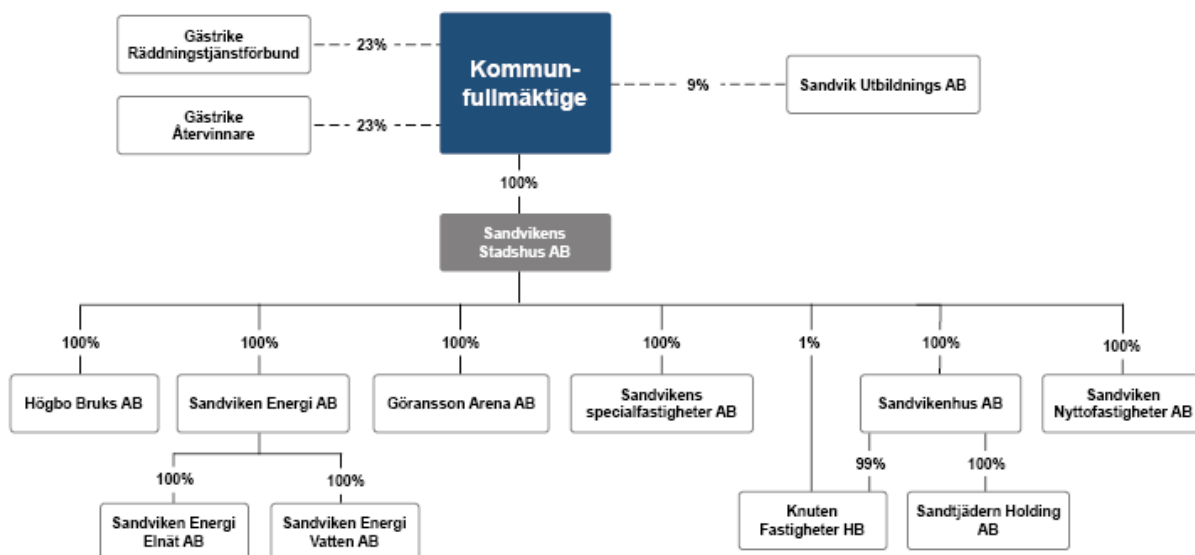 Gästrike
Räddningstjänstförbund
23%
Kommun-
fullmäktige
9%
Sandvik Utbildnings AB
Gästrike
Återvinnare
23%
100%
Sandvikens
Stadshus AB
100%
100%
100%
100%
1%
100%
100%
Högbo Bruks AB
Sandviken Energi AB
Göransson Arena AB
Sandvikens
specialfastigheter AB
Sandvikenhus AB
Sandviken
Nyttofastigheter AB
100%
100%
99%
100%
Sandviken Energi
Elnät AB
Sandviken Energi
Vatten AB
Knuten
Fastigheter HB
Sandtjädern Holding
AB